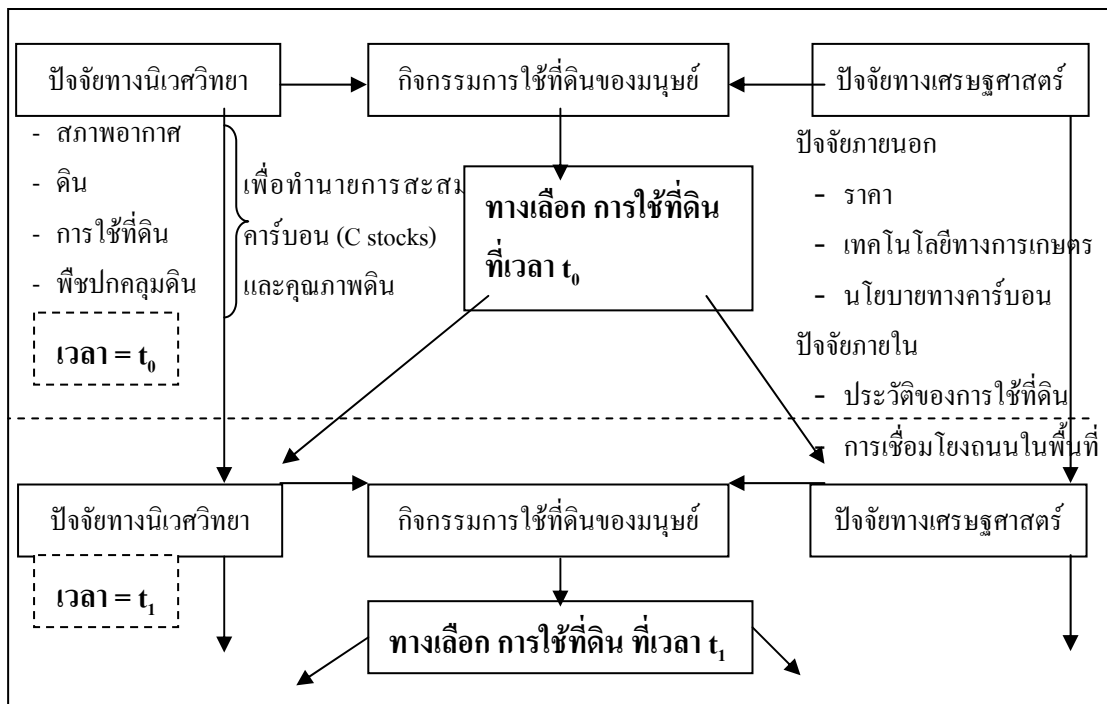 ปัจจัยทางนิเวศวิทยา
กิจกรรมการใช้ที่ดินของมนุษย์
ปัจจัยทางเศรษฐศาสตร์
- สภาพอากาศ
- ดิน
- การใช้ที่ดิน
- พืชปกคลุมดิน
เพื่อทำนายการสะสม
คาร์บอน (C stocks)
และคุณภาพดิน
ทางเลือก การใช้ที่ดิน
ที่เวลา t₀
ปัจจัยภายนอก
- ราคา
- เทคโนโลยีทางการเกษตร
- นโยบายทางคาร์บอน
ปัจจัยภายใน
- ประวัติของการใช้ที่ดิน
- การเชื่อมโยงถนนในพื้นที่
เวลา = t₀
ปัจจัยทางนิเวศวิทยา
กิจกรรมการใช้ที่ดินของมนุษย์
ปัจจัยทางเศรษฐศาสตร์
เวลา = t₁
ทางเลือก การใช้ที่ดิน ที่เวลา t₁